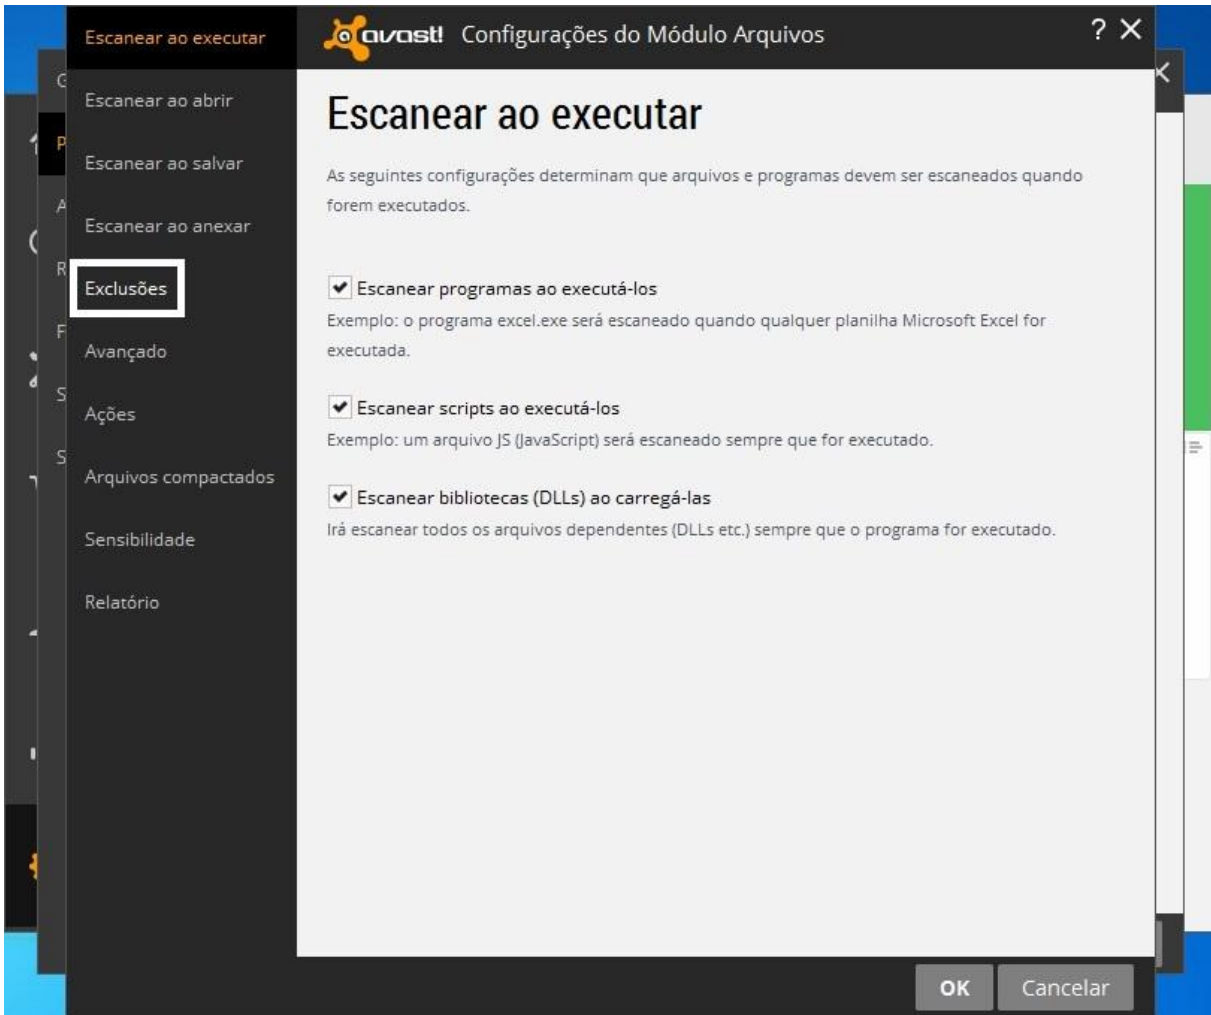 Escanear ao executar
avast! Configurações do Módulo Arquivos
? X
Escanear ao abrir
Escanear ao salvar
Escanear ao anexar
Exclusões
Avançado
Ações
Arquivos compactados
Sensibilidade
Relatório
Escanear ao executar
As seguintes configurações determinam que arquivos e programas devem ser escaneados quando
forem executados.
Escanear programas ao executá-los
Exemplo: o programa excel.exe será escaneado quando qualquer planilha Microsoft Excel for
executada.
Escanear scripts ao executá-los
Exemplo: um arquivo JS (JavaScript) será escaneado sempre que for executado.
Escanear bibliotecas (DLLs) ao carregá-las
Irá escanear todos os arquivos dependentes (DLLs etc.) sempre que o programa for executado.
OK
Cancelar